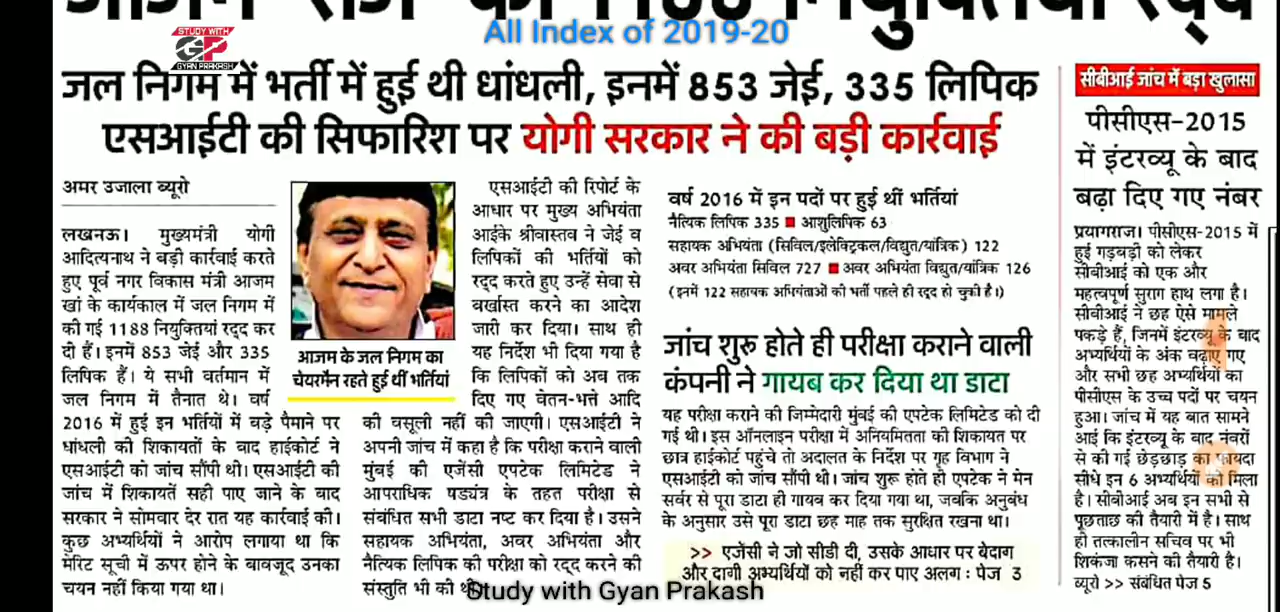 आजम 'राज' की 1188 नियुक्तियां रद्द
All Index of 2019-20
STUDY WITH
GP
GYAN PRAKASH
जल निगम में भर्ती में हुई थी धांधली, इनमें 853 जेई, 335 लिपिक
एसआईटी की सिफारिश पर योगी सरकार ने की बड़ी कार्रवाई
अमर उजाला ब्यूरो
लखनऊ। मुख्यमंत्री योगी
आदित्यनाथ ने बड़ी कार्रवाई करते
हुए पूर्व नगर विकास मंत्री आजम
खां के कार्यकाल में जल निगम में
की गई 1188 नियुक्तियां रद्द कर
दी हैं। इनमें 853 जेई और 335
लिपिक हैं। ये सभी वर्तमान में
जल निगम में तैनात थे। वर्ष
2016 में हुई इन भर्तियों में बड़े पैमाने पर
धांधली की शिकायतों के बाद हाईकोर्ट ने
एसआईटी को जांच सौंपी थी। एसआईटी की
जांच में शिकायतें सही पाए जाने के बाद
सरकार ने सोमवार देर रात यह कार्रवाई की।
कुछ अभ्यर्थियों ने आरोप लगाया था कि
मेरिट सूची में ऊपर होने के बावजूद उनका
चयन नहीं किया गया था।
आजम के जल निगम का
चेयरमैन रहते हुई थीं भर्तियां
एसआईटी की रिपोर्ट के
आधार पर मुख्य अभियंता
आईके श्रीवास्तव ने जेई व
लिपिकों की भर्तियों को
रद्द करते हुए उन्हें सेवा से
बर्खास्त करने का आदेश
जारी कर दिया। साथ ही
यह निर्देश भी दिया गया है
कि लिपिकों को अब तक
दिए गए वेतन-भत्ते आदि
की वसूली नहीं की जाएगी। एसआईटी ने
अपनी जांच में कहा है कि परीक्षा कराने वाली
मुंबई की एजेंसी एपटेक लिमिटेड ने
आपराधिक षड्यंत्र के तहत परीक्षा से
संबंधित सभी डाटा नष्ट कर दिया है। उसने
सहायक अभियंता, अवर अभियंता और
नैत्यिक लिपिक की परीक्षा को रद्द करने की
संस्तुति भी की थी।
वर्ष 2016 में इन पदों पर हुई थीं भर्तियां
नैत्यिक लिपिक 335 ■ आशुलिपिक 63
सहायक अभियंता (सिविल/इलेक्ट्रिकल/विद्युत/यांत्रिक) 122
अवर अभियंता सिविल 727 ■ अवर अभियंता विद्युत/यांत्रिक 126
(इनमें 122 सहायक अभियंताओं की भर्ती पहले ही रद्द हो चुकी है।)
जांच शुरू होते ही परीक्षा कराने वाली
कंपनी ने गायब कर दिया था डाटा
यह परीक्षा कराने की जिम्मेदारी मुंबई की एपटेक लिमिटेड को दी
गई थी। इस ऑनलाइन परीक्षा में अनियमितता की शिकायत पर
छात्र हाईकोर्ट पहुंचे तो अदालत के निर्देश पर गृह विभाग ने
एसआईटी को जांच सौंपी थी। जांच शुरू होते ही एपटेक ने मेन
सर्वर से पूरा डाटा ही गायब कर दिया गया था, जबकि अनुबंध
के अनुसार उसे पूरा डाटा छह माह तक सुरक्षित रखना था।
>> एजेंसी ने जो सीडी दी, उसके आधार पर बेदाग
और दागी अभ्यर्थियों को नहीं कर पाए अलग : पेज 3
सीबीआई जांच में बड़ा खुलासा
पीसीएस-2015
में इंटरव्यू के बाद
बढ़ा दिए गए नंबर
प्रयागराज। पीसीएस-2015 में
हुई गड़बड़ी को लेकर
सीबीआई को एक और
महत्वपूर्ण सुराग हाथ लगा है।
सीबीआई ने छह ऐसे मामले
पकड़े हैं, जिनमें इंटरव्यू के बाद
अभ्यर्थियों के अंक बढ़ाए गए
और सभी छह अभ्यर्थियों का
पीसीएस के उच्च पदों पर चयन
हुआ। जांच में यह बात सामने
आई कि इंटरव्यू के बाद नंबरों
से की गई छेड़छाड़ का फायदा
सीधे इन 6 अभ्यर्थियों को मिला
है। सीबीआई अब इन सभी से
पूछताछ की तैयारी में है। साथ
ही तत्कालीन सचिव पर भी
शिकंजा कसने की तैयारी है।
ब्यूरो >> संबंधित पेज 5
Study with Gyan Prakash